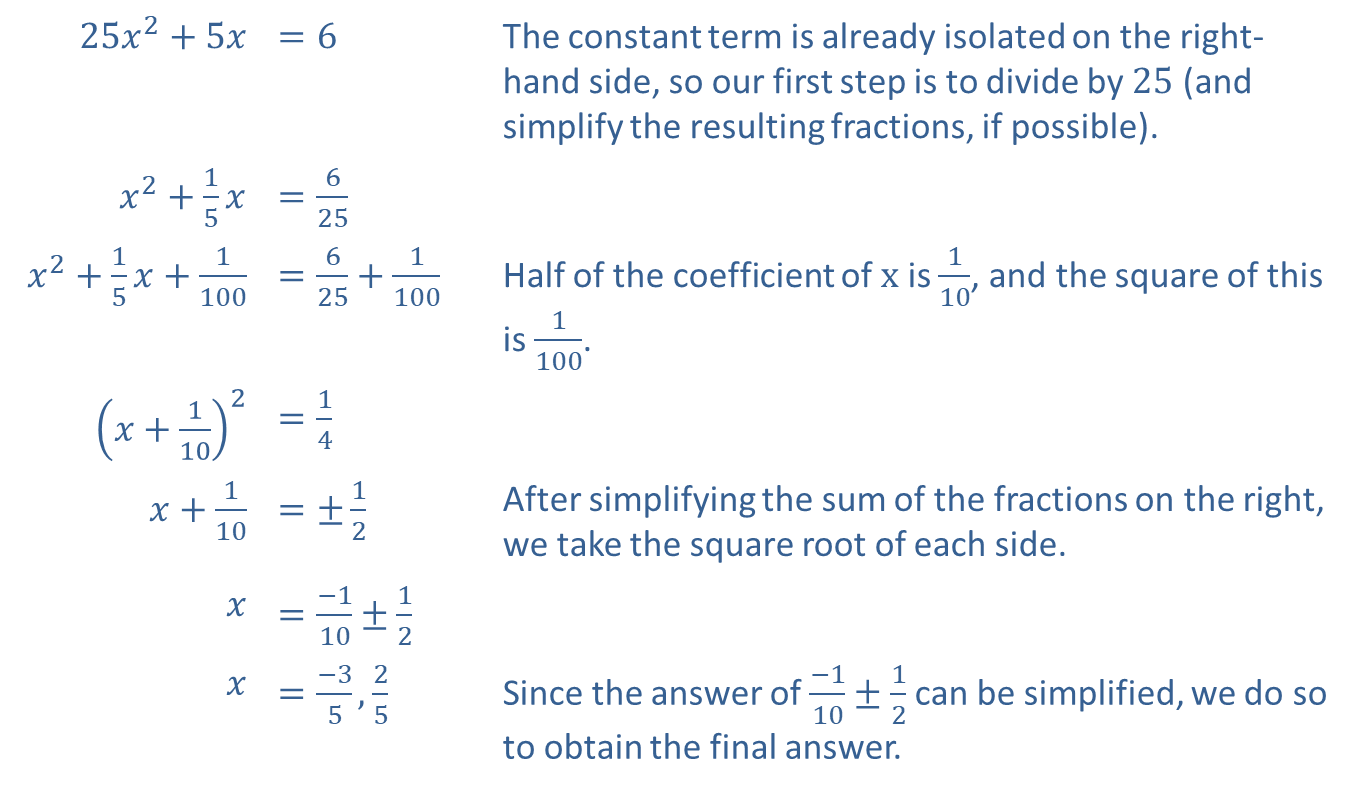 25x² + 5x = 6 The constant term is already isolated on the right-
hand side, so our first step is to divide by 25 (and
simplify the resulting fractions, if possible).
x² + 1/5 x = 6/25
x² + 1/5 x + 1/100 = 6/25 + 1/100 Half of the coefficient of x is 1/10, and the square of this
is 1/100.
(x + 1/10)² = 1/4
x + 1/10 = ± 1/2 After simplifying the sum of the fractions on the right,
we take the square root of each side.
x = −1/10 ± 1/2
x = −3/5, 2/5 Since the answer of −1/10 ± 1/2 can be simplified, we do so
to obtain the final answer.